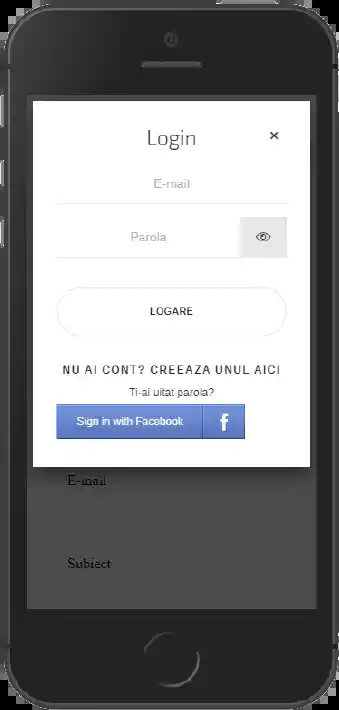 Login
×
E-mail
Parola
LOGARE
NU AI CONT? CREEAZA UNUL AICI
Ti-ai uitat parola?
Sign in with Facebook f
E-mail
Subiect